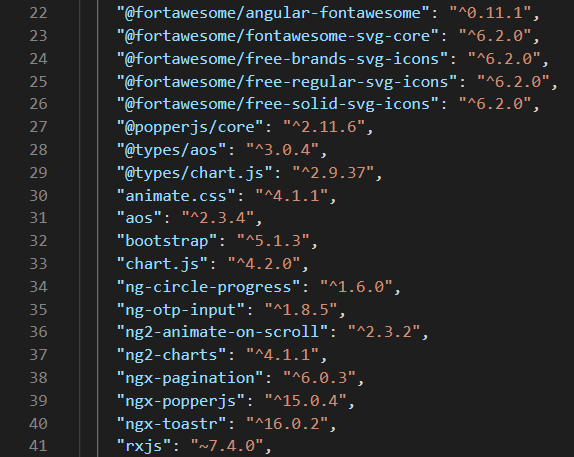 22 "@fortawesome/angular-fontawesome": "^0.11.1",
23 "@fortawesome/fontawesome-svg-core": "^6.2.0",
24 "@fortawesome/free-brands-svg-icons": "^6.2.0",
25 "@fortawesome/free-regular-svg-icons": "^6.2.0",
26 "@fortawesome/free-solid-svg-icons": "^6.2.0",
27 "@popperjs/core": "^2.11.6",
28 "@types/aos": "^3.0.4",
29 "@types/chart.js": "^2.9.37",
30 "animate.css": "^4.1.1",
31 "aos": "^2.3.4",
32 "bootstrap": "^5.1.3",
33 "chart.js": "^4.2.0",
34 "ng-circle-progress": "^1.6.0",
35 "ng-otp-input": "^1.8.5",
36 "ng2-animate-on-scroll": "^2.3.2",
37 "ng2-charts": "^4.1.1",
38 "ngx-pagination": "^6.0.3",
39 "ngx-popperjs": "^15.0.4",
40 "ngx-toastr": "^16.0.2",
41 "rxjs": "~7.4.0",